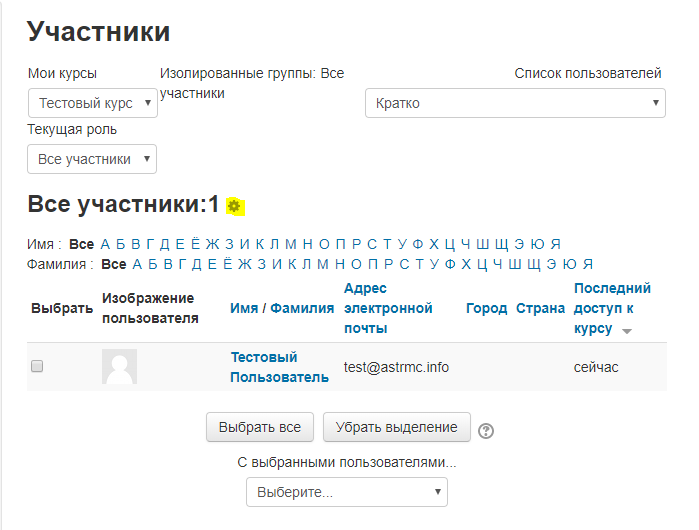 Участники
Мои курсы
Изолированные группы: Все
участники
Список пользователей
Тестовый курс
Кратко
Текущая роль
Все участники
Все участники:1
Имя : Все А Б В Г Д Е Ё Ж З И К Л М Н О П Р С Т У Ф Х Ц Ч Ш Щ Э Ю Я
Фамилия : Все А Б В Г Д Е Ё Ж З И К Л М Н О П Р С Т У Ф Х Ц Ч Ш Щ Э Ю Я
Выбрать
Изображение
пользователя
Имя / Фамилия
Адрес
электронной
почты
Город
Страна
Последний
доступ к
курсу
Тестовый
Пользователь
test@astrmc.info
сейчас
Выбрать все
Убрать выделение
?
С выбранными пользователями...
Выберите...